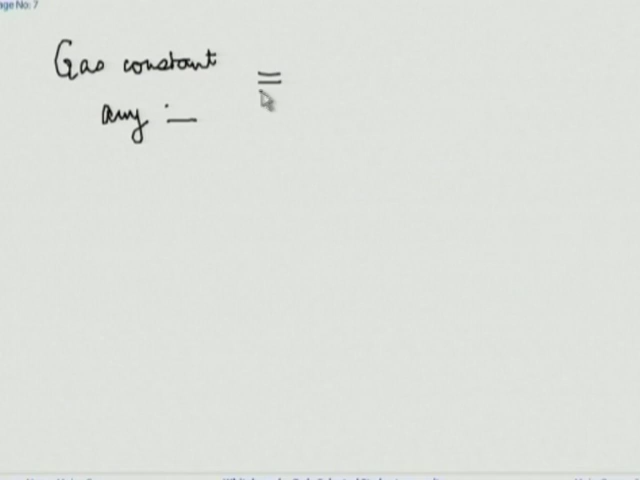 age No: 7
Gas constant =
any :—